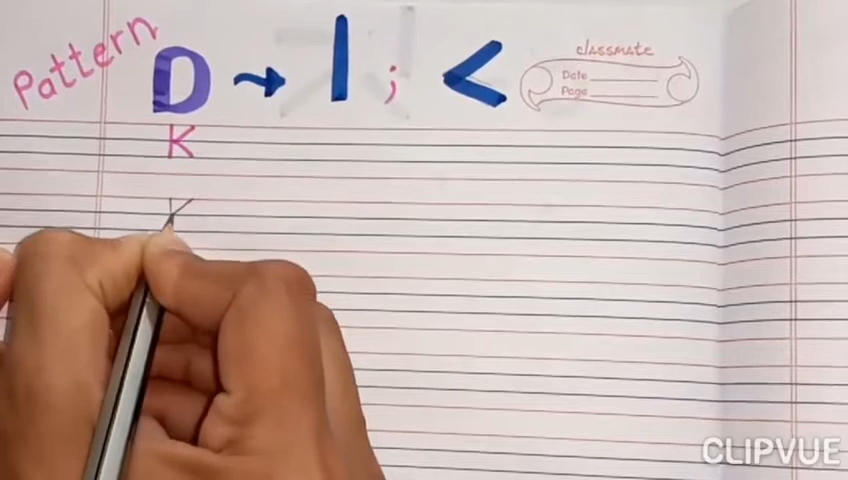 Pattern D → | ; <
classmate
Date
Page
K
CLIPVUE